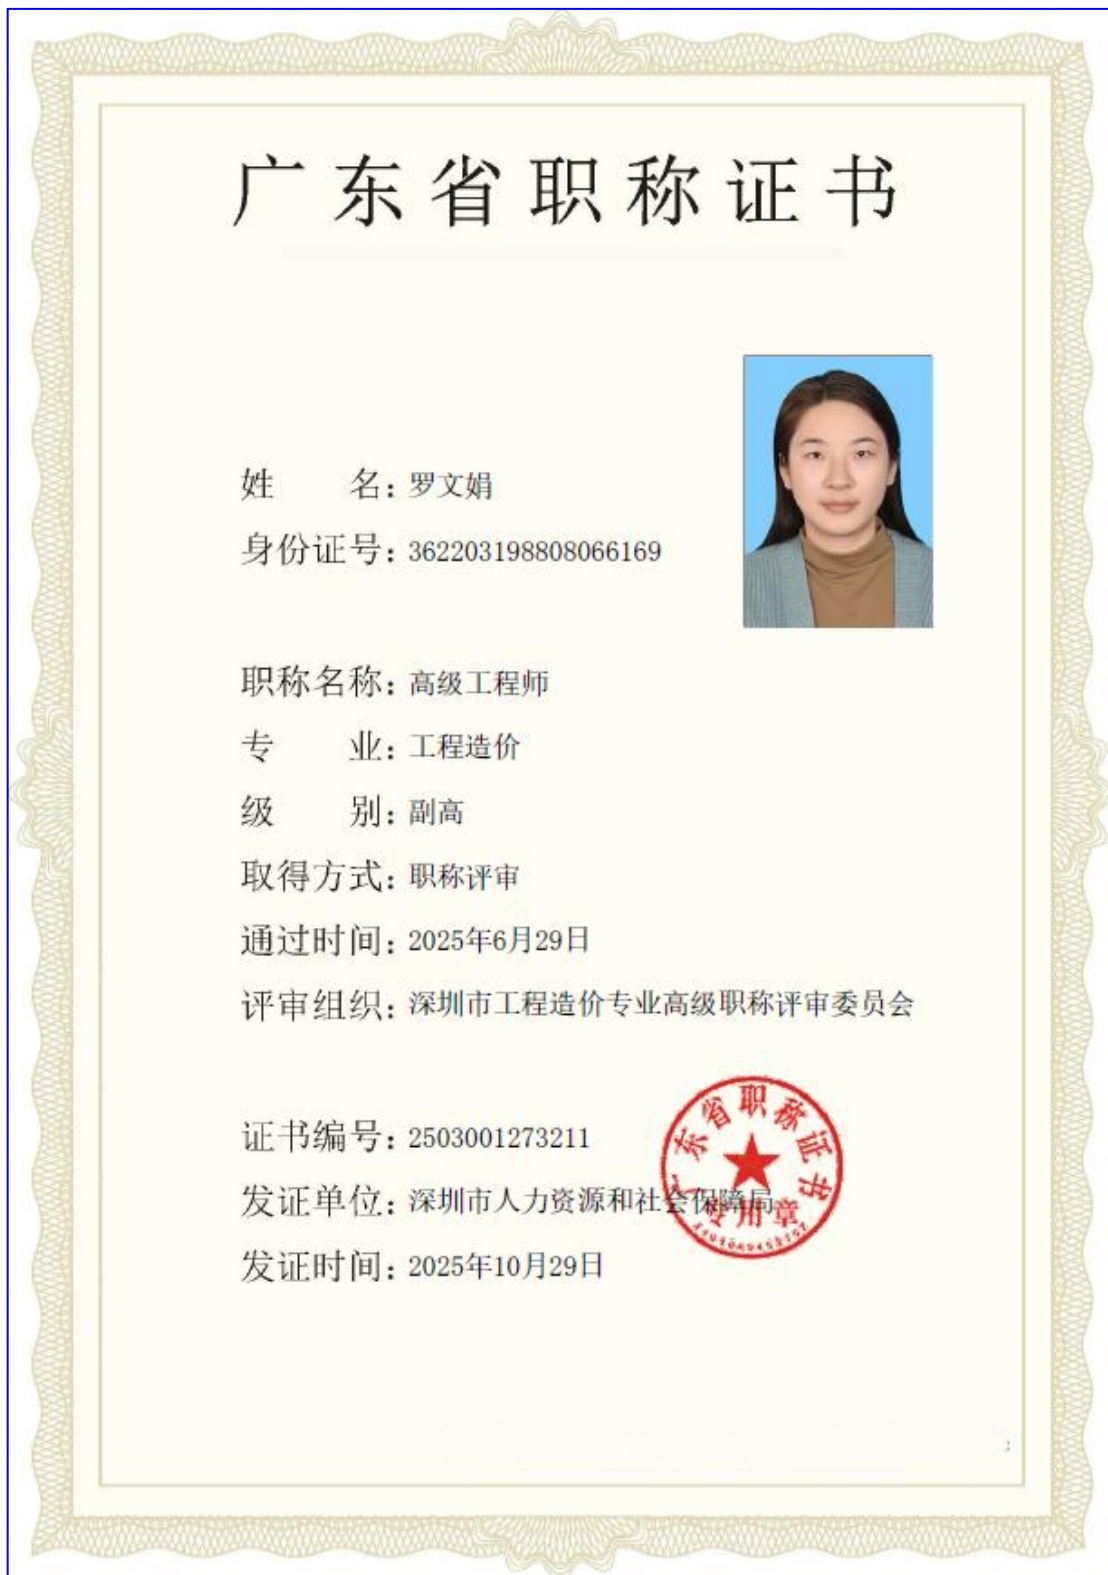 广东省职称证书
姓名：罗文娟
身份证号：362203198808066169
职称名称：高级工程师
专业：工程造价
级别：副高
取得方式：职称评审
通过时间：2025年6月29日
评审组织：深圳市工程造价专业高级职称评审委员会
证书编号：2503001273211
发证单位：深圳市人力资源和社会保障局
发证时间：2025年10月29日
广东省职称证书
专用章